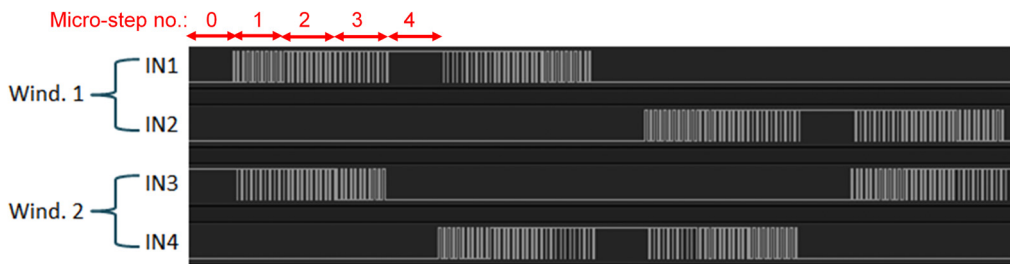 Micro-step no.: 0 1 2 3 4
Wind. 1
IN1
IN2
Wind. 2
IN3
IN4